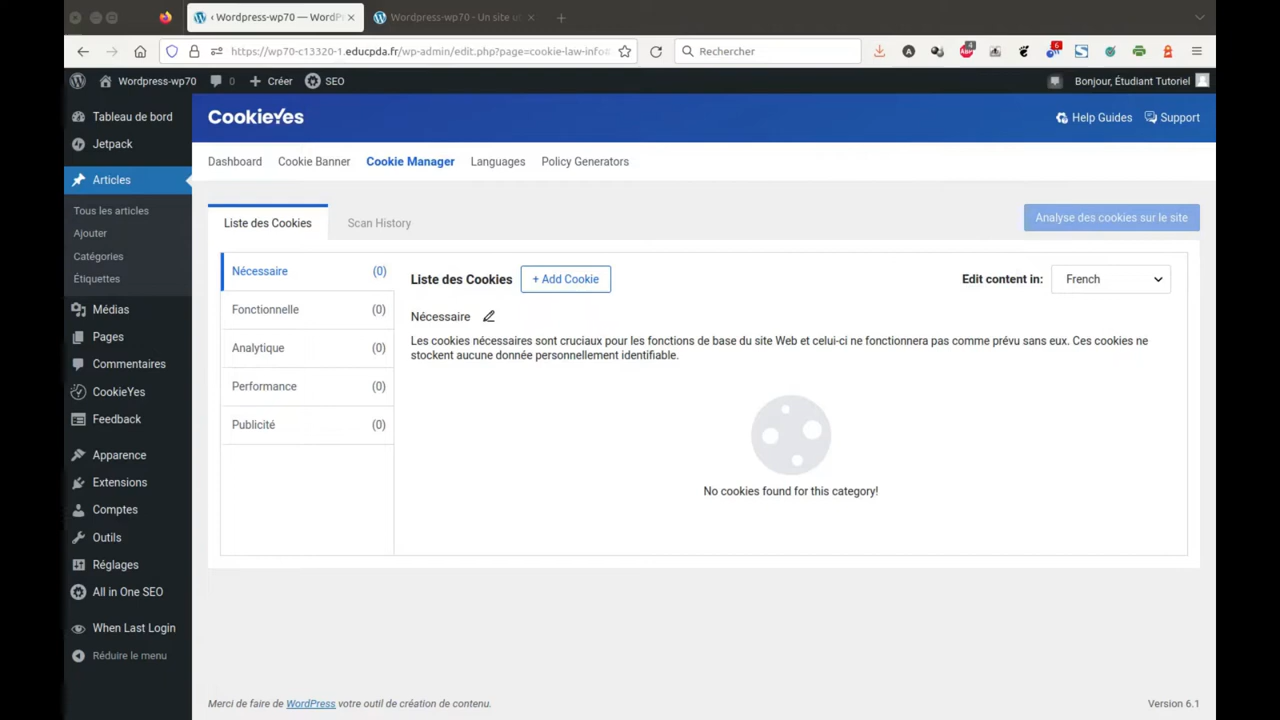 ‹ Wordpress-wp70 — WordPr
Wordpress-wp70 - Un site u
https://wp70-c13320-1.educpda.fr/wp-admin/edit.php?page=cookie-law-info#
Rechercher
4
6
Wordpress-wp70
0
Créer
SEO
Bonjour, Étudiant Tutoriel
Tableau de bord
Jetpack
Articles
Tous les articles
Ajouter
Catégories
Étiquettes
Médias
Pages
Commentaires
CookieYes
Feedback
Apparence
Extensions
Comptes
Outils
Réglages
All in One SEO
When Last Login
Réduire le menu
CookieYes
Help Guides
Support
Dashboard
Cookie Banner
Cookie Manager
Languages
Policy Generators
Liste des Cookies
Scan History
Analyse des cookies sur le site
Nécessaire (0)
Fonctionnelle (0)
Analytique (0)
Performance (0)
Publicité (0)
Liste des Cookies
+ Add Cookie
Edit content in:
French
Nécessaire
Les cookies nécessaires sont cruciaux pour les fonctions de base du site Web et celui-ci ne fonctionnera pas comme prévu sans eux. Ces cookies ne
stockent aucune donnée personnellement identifiable.
No cookies found for this category!
Merci de faire de WordPress votre outil de création de contenu.
Version 6.1